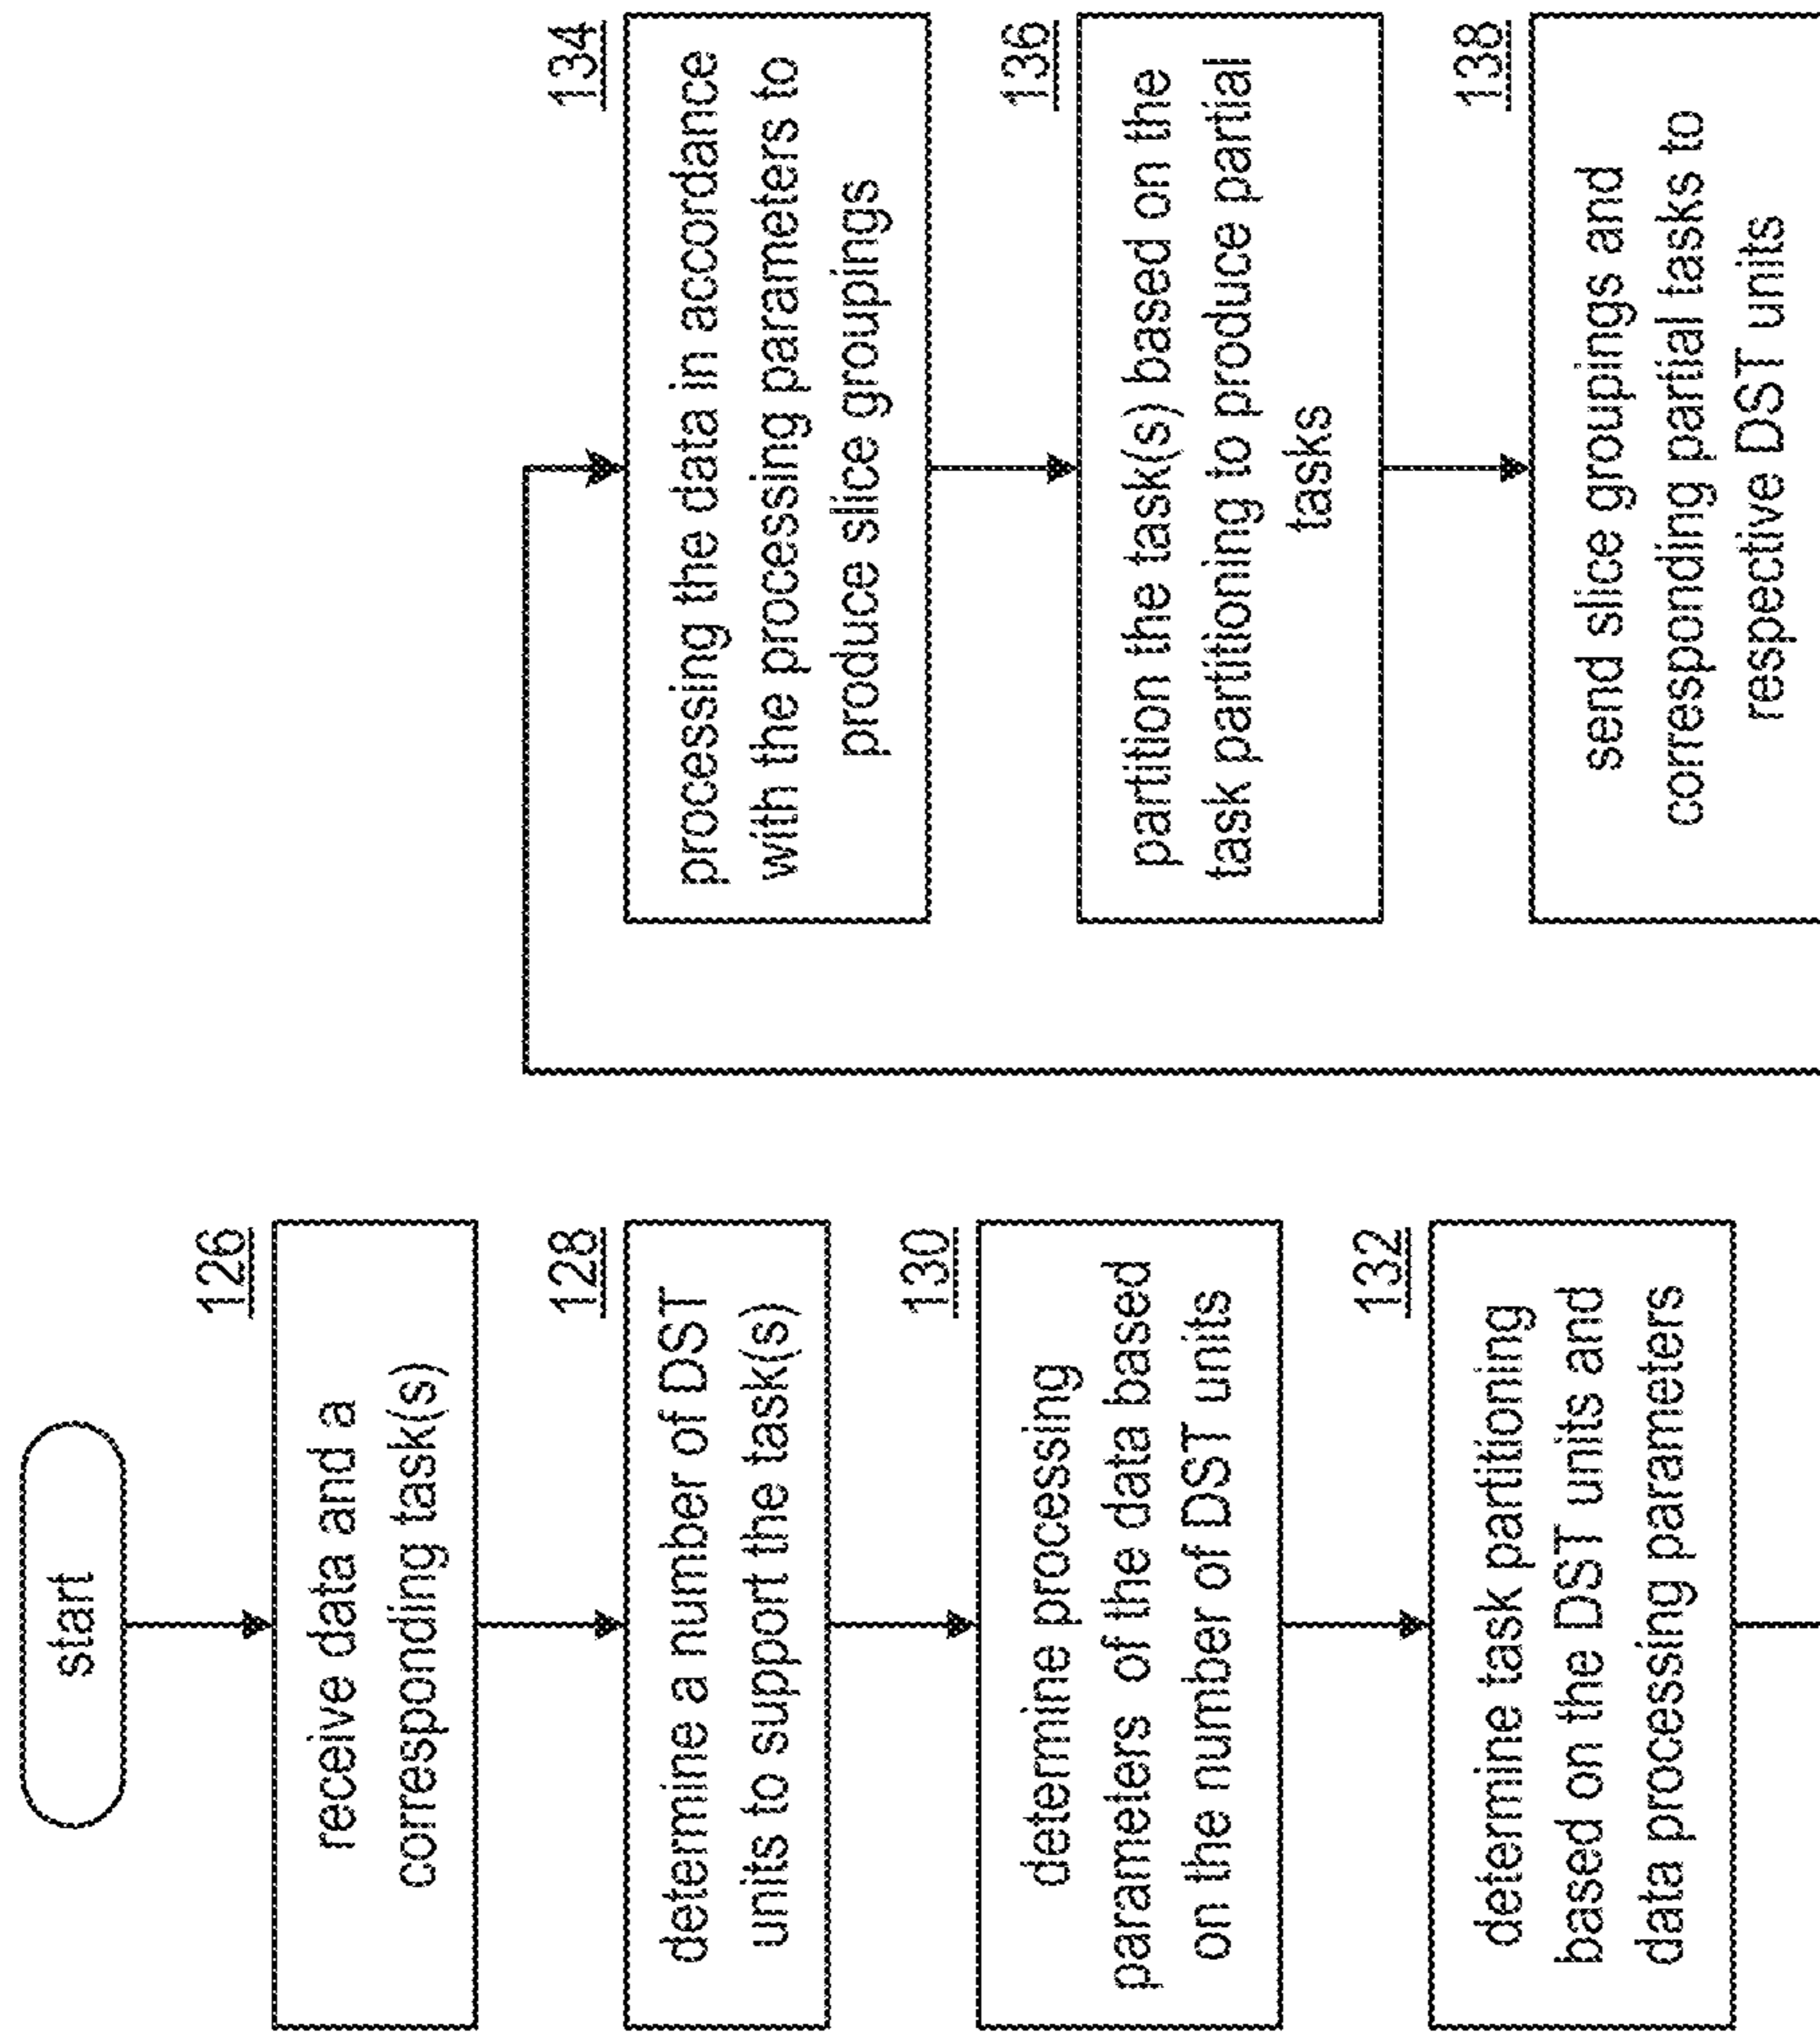 start
126
receive data and a
corresponding task(s)
128
determine a number of DST
units to support the task(s)
130
determine processing
parameters of the data based
on the number of DST units
132
determine task partitioning
based on the DST units and
data processing parameters
134
processing the data in accordance
with the processing parameters to
produce slice groupings
136
partition the task(s) based on the
task partitioning to produce partial
tasks
138
send slice groupings and
corresponding partial tasks to
respective DST units